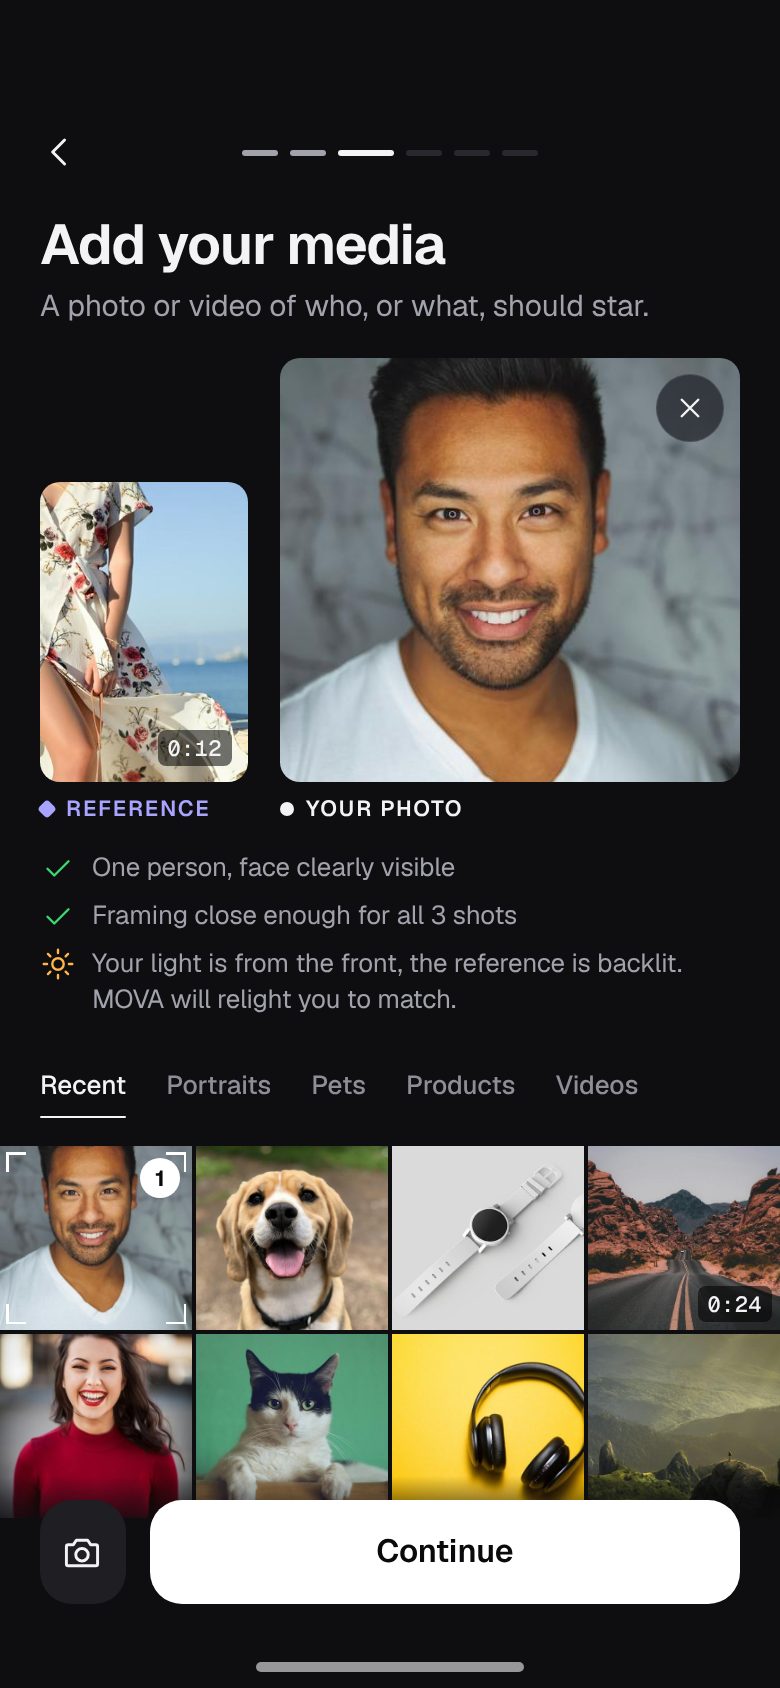 Add your media
A photo or video of who, or what, should star.
0:12
REFERENCE
YOUR PHOTO
One person, face clearly visible
Framing close enough for all 3 shots
Your light is from the front, the reference is backlit.
MOVA will relight you to match.
Recent Portraits Pets Products Videos
1
0:24
Continue